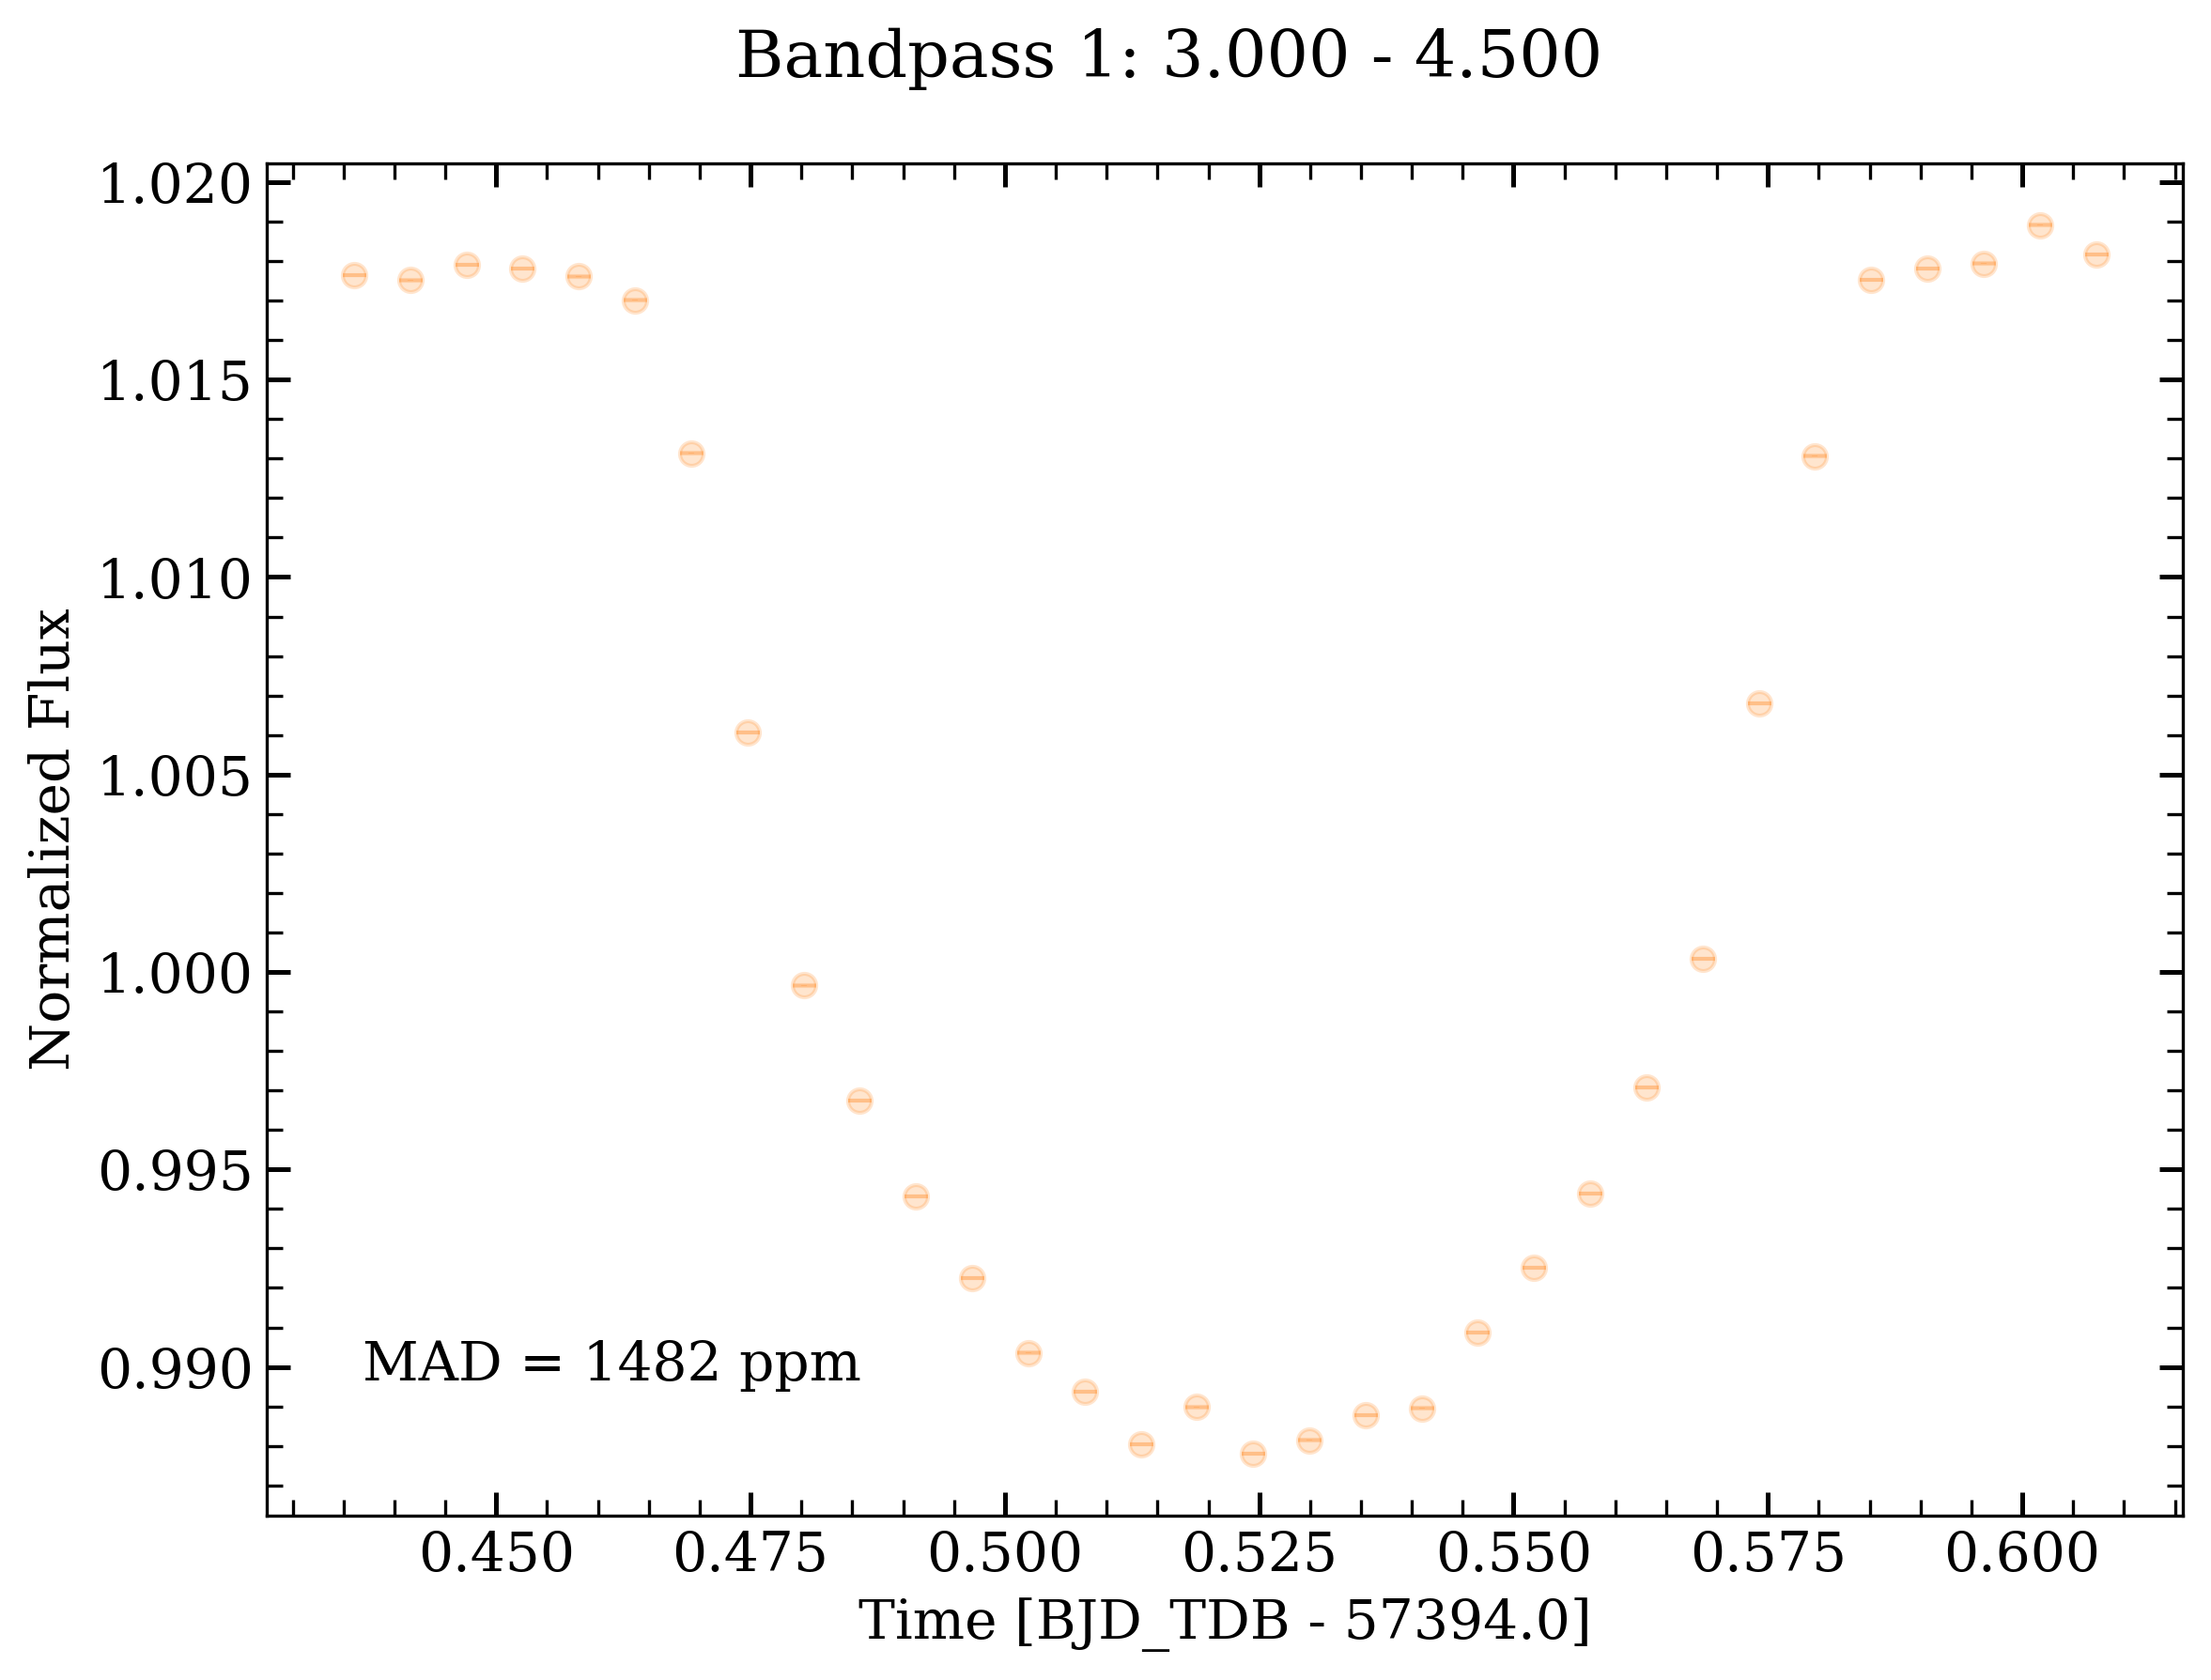 Bandpass 1: 3.000 - 4.500
1.020
1.015
1.010
1.005
1.000
0.995
0.990
Normalized Flux
MAD = 1482 ppm
0.450 0.475 0.500 0.525 0.550 0.575 0.600
Time [BJD_TDB - 57394.0]